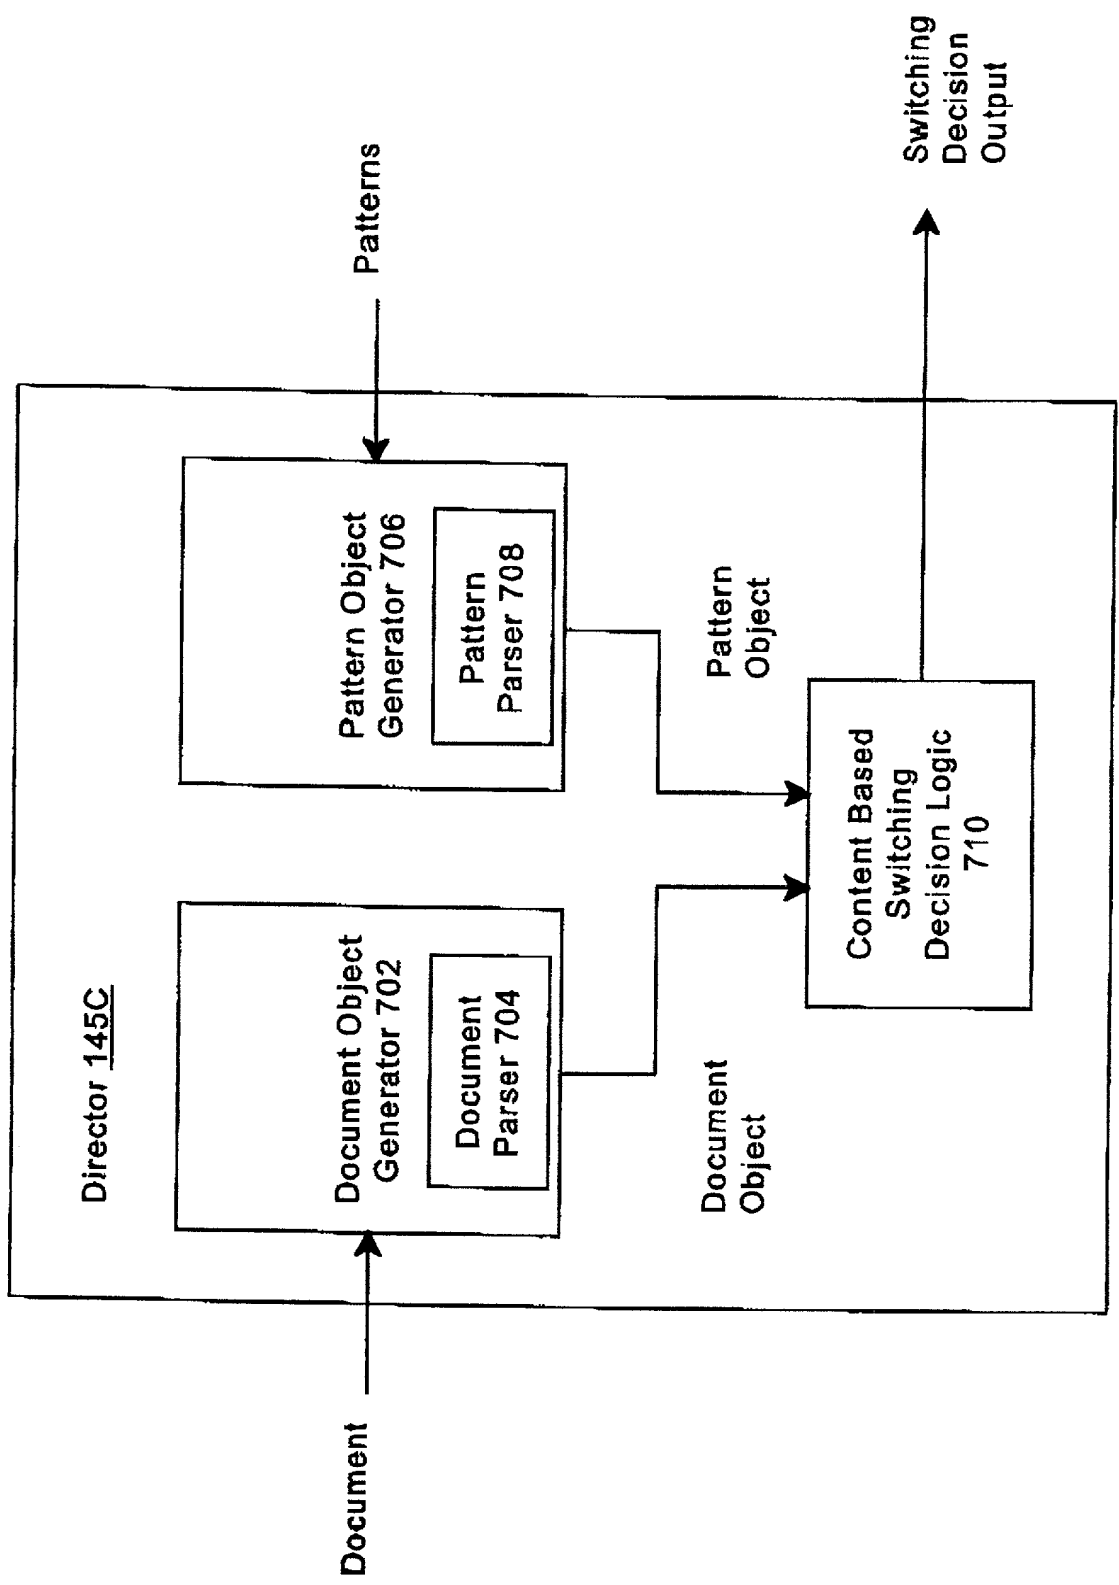 Director 145C
Document
Document Object
Generator 702
Document
Parser 704
Pattern Object
Generator 706
Pattern
Parser 708
Patterns
Document
Object
Pattern
Object
Content Based
Switching
Decision Logic
710
Switching
Decision
Output